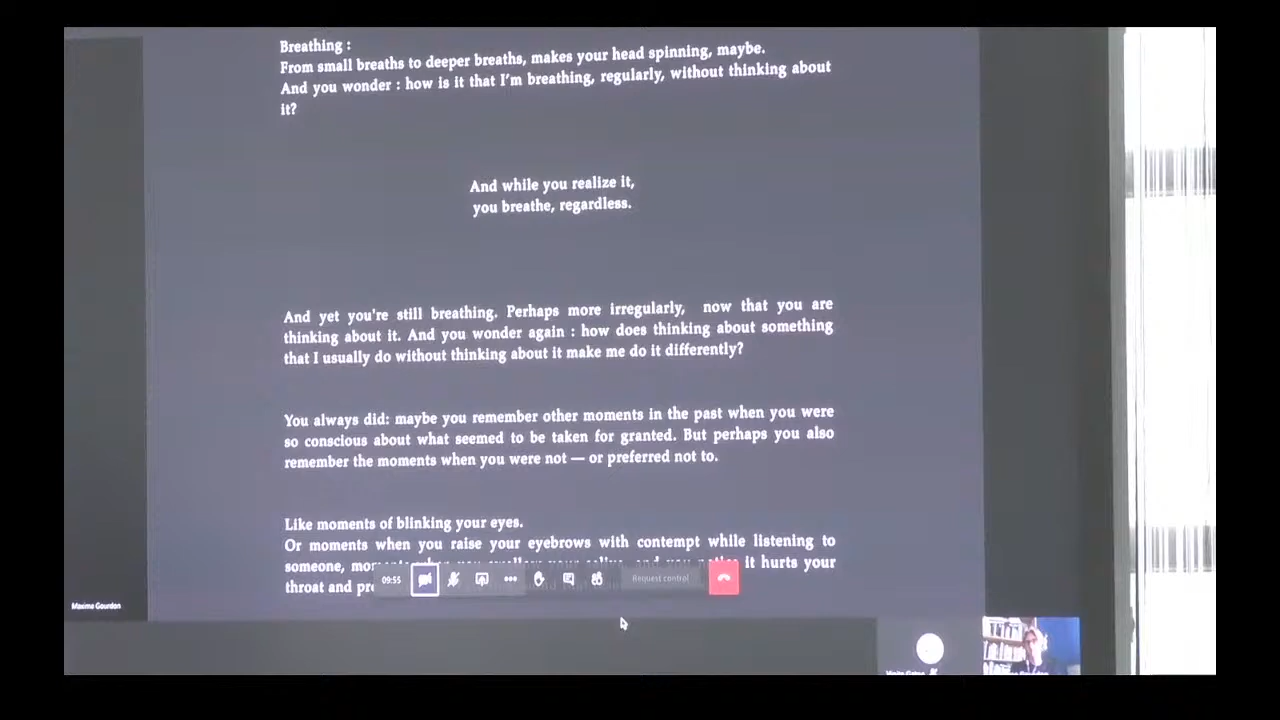 Breathing :
From small breaths to deeper breaths, makes your head spinning, maybe.
And you wonder : how is it that I'm breathing, regularly, without thinking about
it?
And while you realize it,
you breathe, regardless.
And yet you're still breathing. Perhaps more irregularly, now that you are
thinking about it. And you wonder again : how does thinking about something
that I usually do without thinking about it make me do it differently?
You always did: maybe you remember other moments in the past when you were
so conscious about what seemed to be taken for granted. But perhaps you also
remember the moments when you were not — or preferred not to.
Like moments of blinking your eyes.
Or moments when you raise your eyebrows with contempt while listening to
someone, it hurts your
throat and
09:55
Request control
Maxime Gourdon